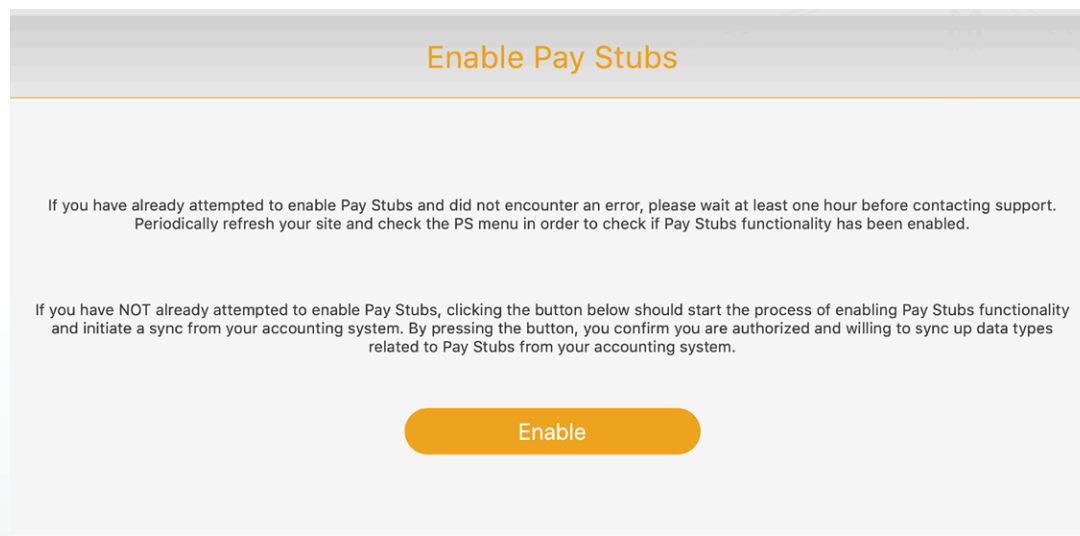 Enable Pay Stubs
If you have already attempted to enable Pay Stubs and did not encounter an error, please wait at least one hour before contacting support.
Periodically refresh your site and check the PS menu in order to check if Pay Stubs functionality has been enabled.
If you have NOT already attempted to enable Pay Stubs, clicking the button below should start the process of enabling Pay Stubs functionality
and initiate a sync from your accounting system. By pressing the button, you confirm you are authorized and willing to sync up data types
related to Pay Stubs from your accounting system.
Enable